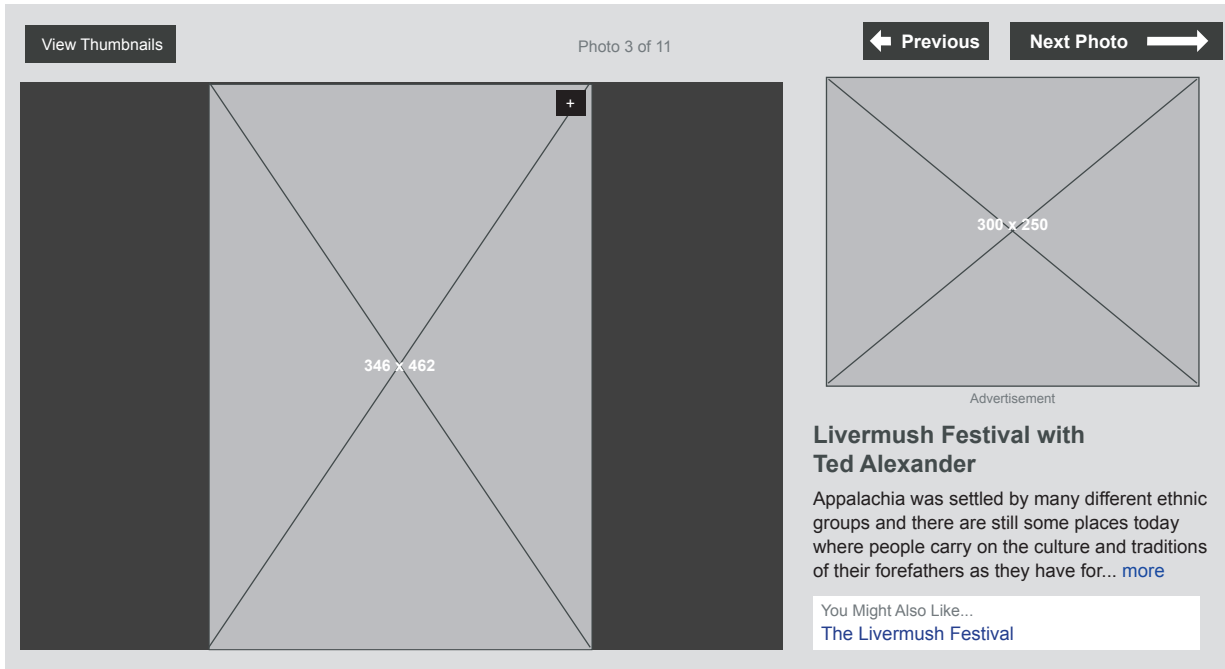 View Thumbnails
Photo 3 of 11
Previous
Next Photo
+
346 x 462
300 x 250
Advertisement
Livermush Festival with
Ted Alexander
Appalachia was settled by many different ethnic
groups and there are still some places today
where people carry on the culture and traditions
of their forefathers as they have for... more
You Might Also Like...
The Livermush Festival